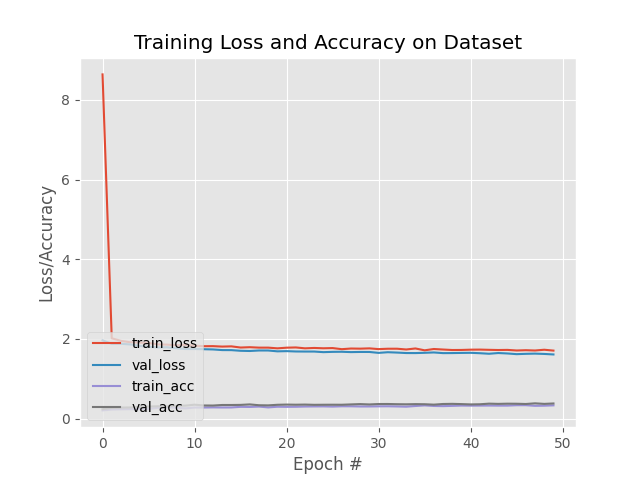 Training Loss and Accuracy on Dataset
Loss/Accuracy
8
6
4
2
0
train_loss
val_loss
train_acc
val_acc
0 10 20 30 40 50
Epoch #